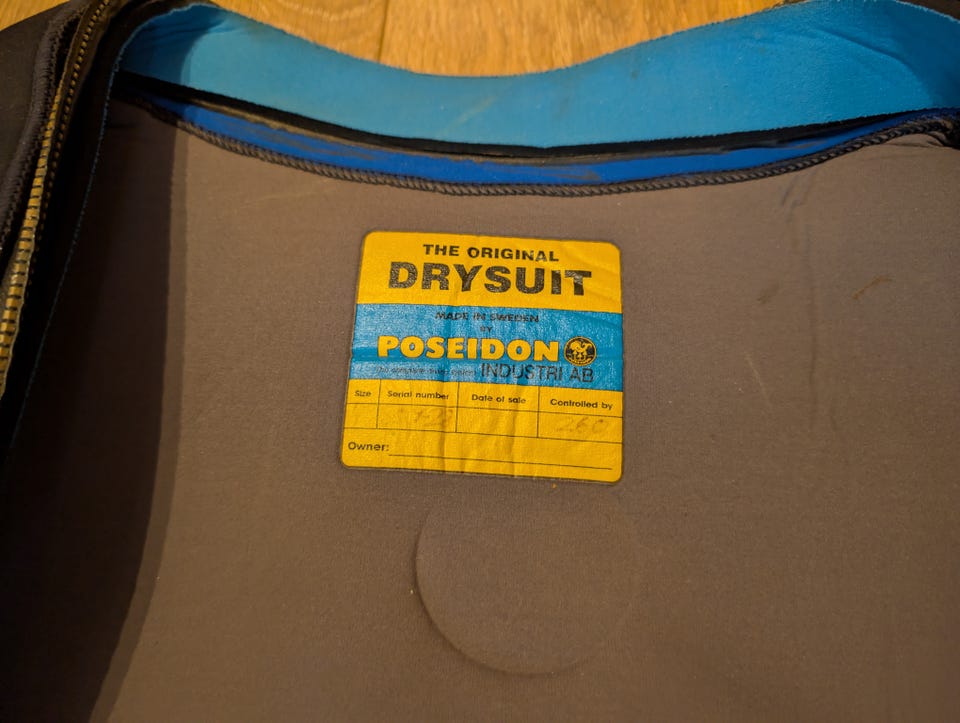 THE ORIGINAL
DRYSUIT
MADE IN SWEDEN
BY
POSEIDON
INDUSTRI AB
Size Serial number Date of sale Controlled by
Owner: